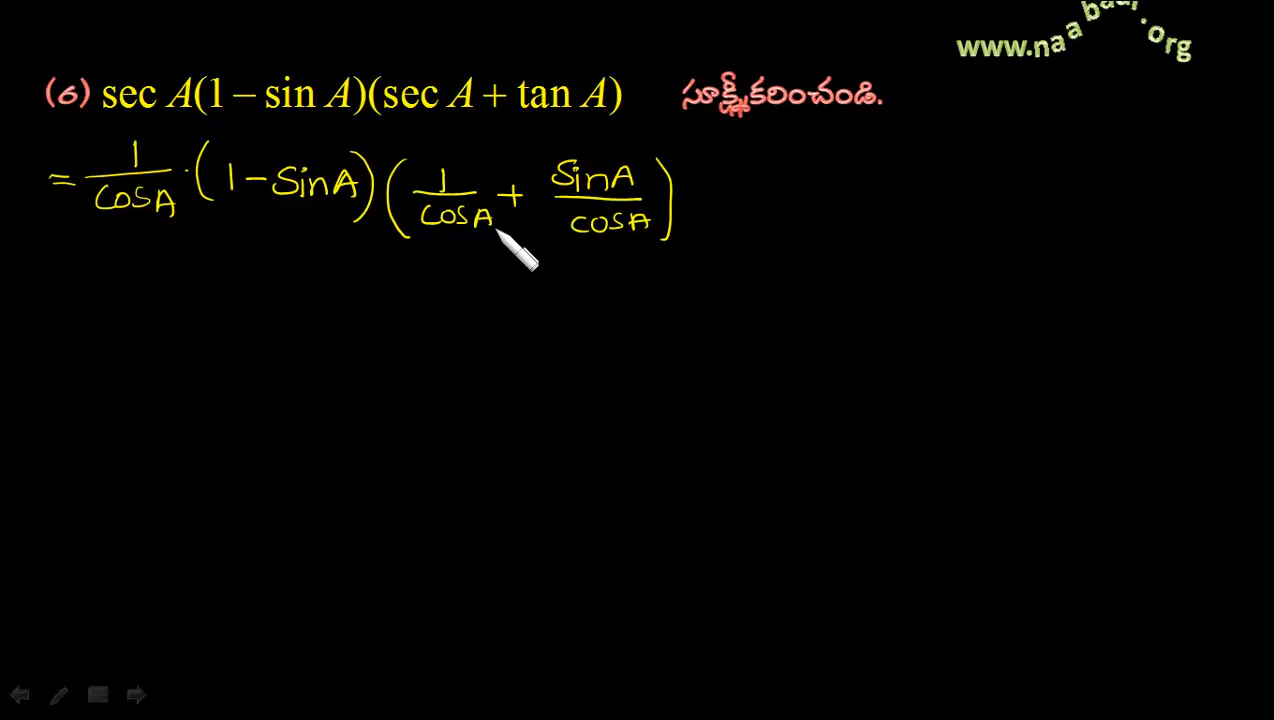 www.naabadi.org
(6) sec A(1 − sin A)(sec A + tan A) సూక్ష్మీకరించండి.
= 1/cosA · (1 − SinA) (1/cosA + SinA/cosA)